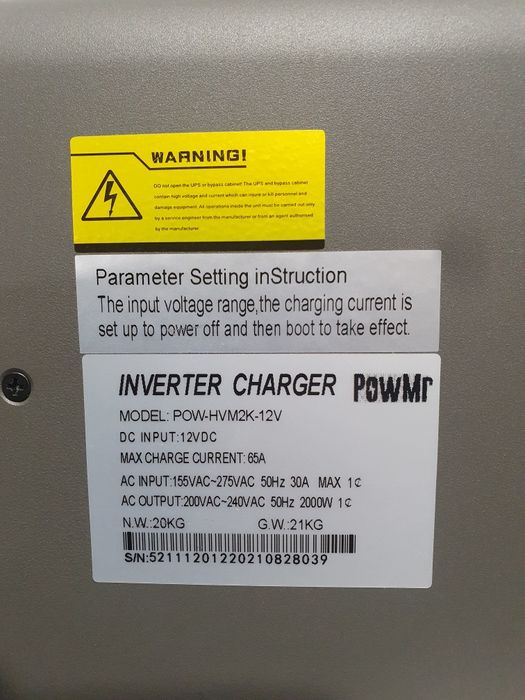 WARNING!
DO not open the UPS or bypass cabinet! The UPS and bypass cabinet
contain high voltage and current which can injure or kill personnel and
damage equipment. All operations inside the unit must be carried out only
by a service engineer from the manufacturer or from an agent authorised
by the manufacturer
Parameter Setting inStruction
The input voltage range,the charging current is
set up to power off and then boot to take effect.
INVERTER CHARGER PowMr
MODEL: POW-HVM2K-12V
DC INPUT:12VDC
MAX CHARGE CURRENT: 65A
AC INPUT:155VAC~275VAC 50Hz 30A MAX 1¢
AC OUTPUT:200VAC~240VAC 50Hz 2000W 1¢
N.W.:20KG G.W.:21KG
S/N:521112012202108​28039